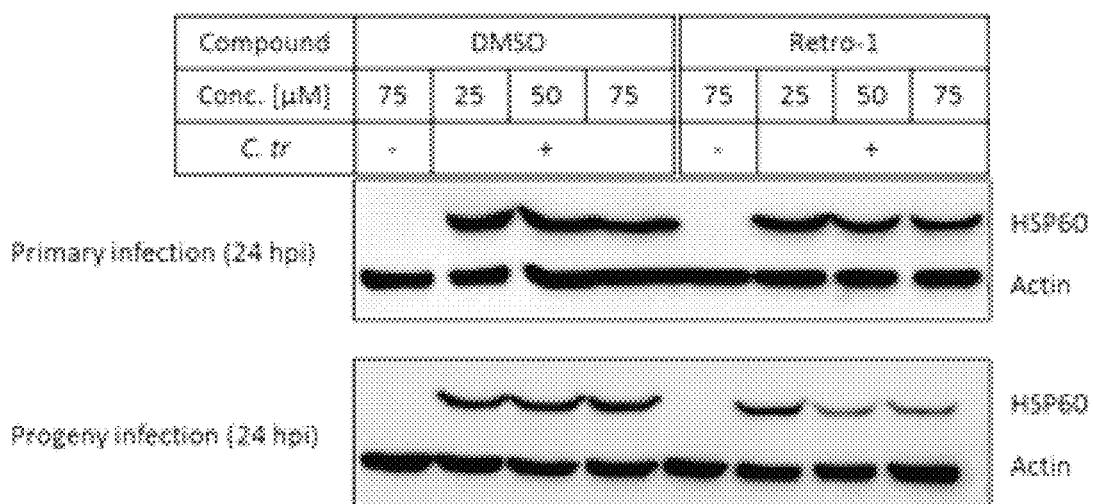 Compound DMSO Retro-1
Conc. [µM] 75 25 50 75 75 25 50 75
C. tr - + - +
HSP60
Primary infection (24 hpi)
Actin
HSP60
Progeny infection (24 hpi)
Actin